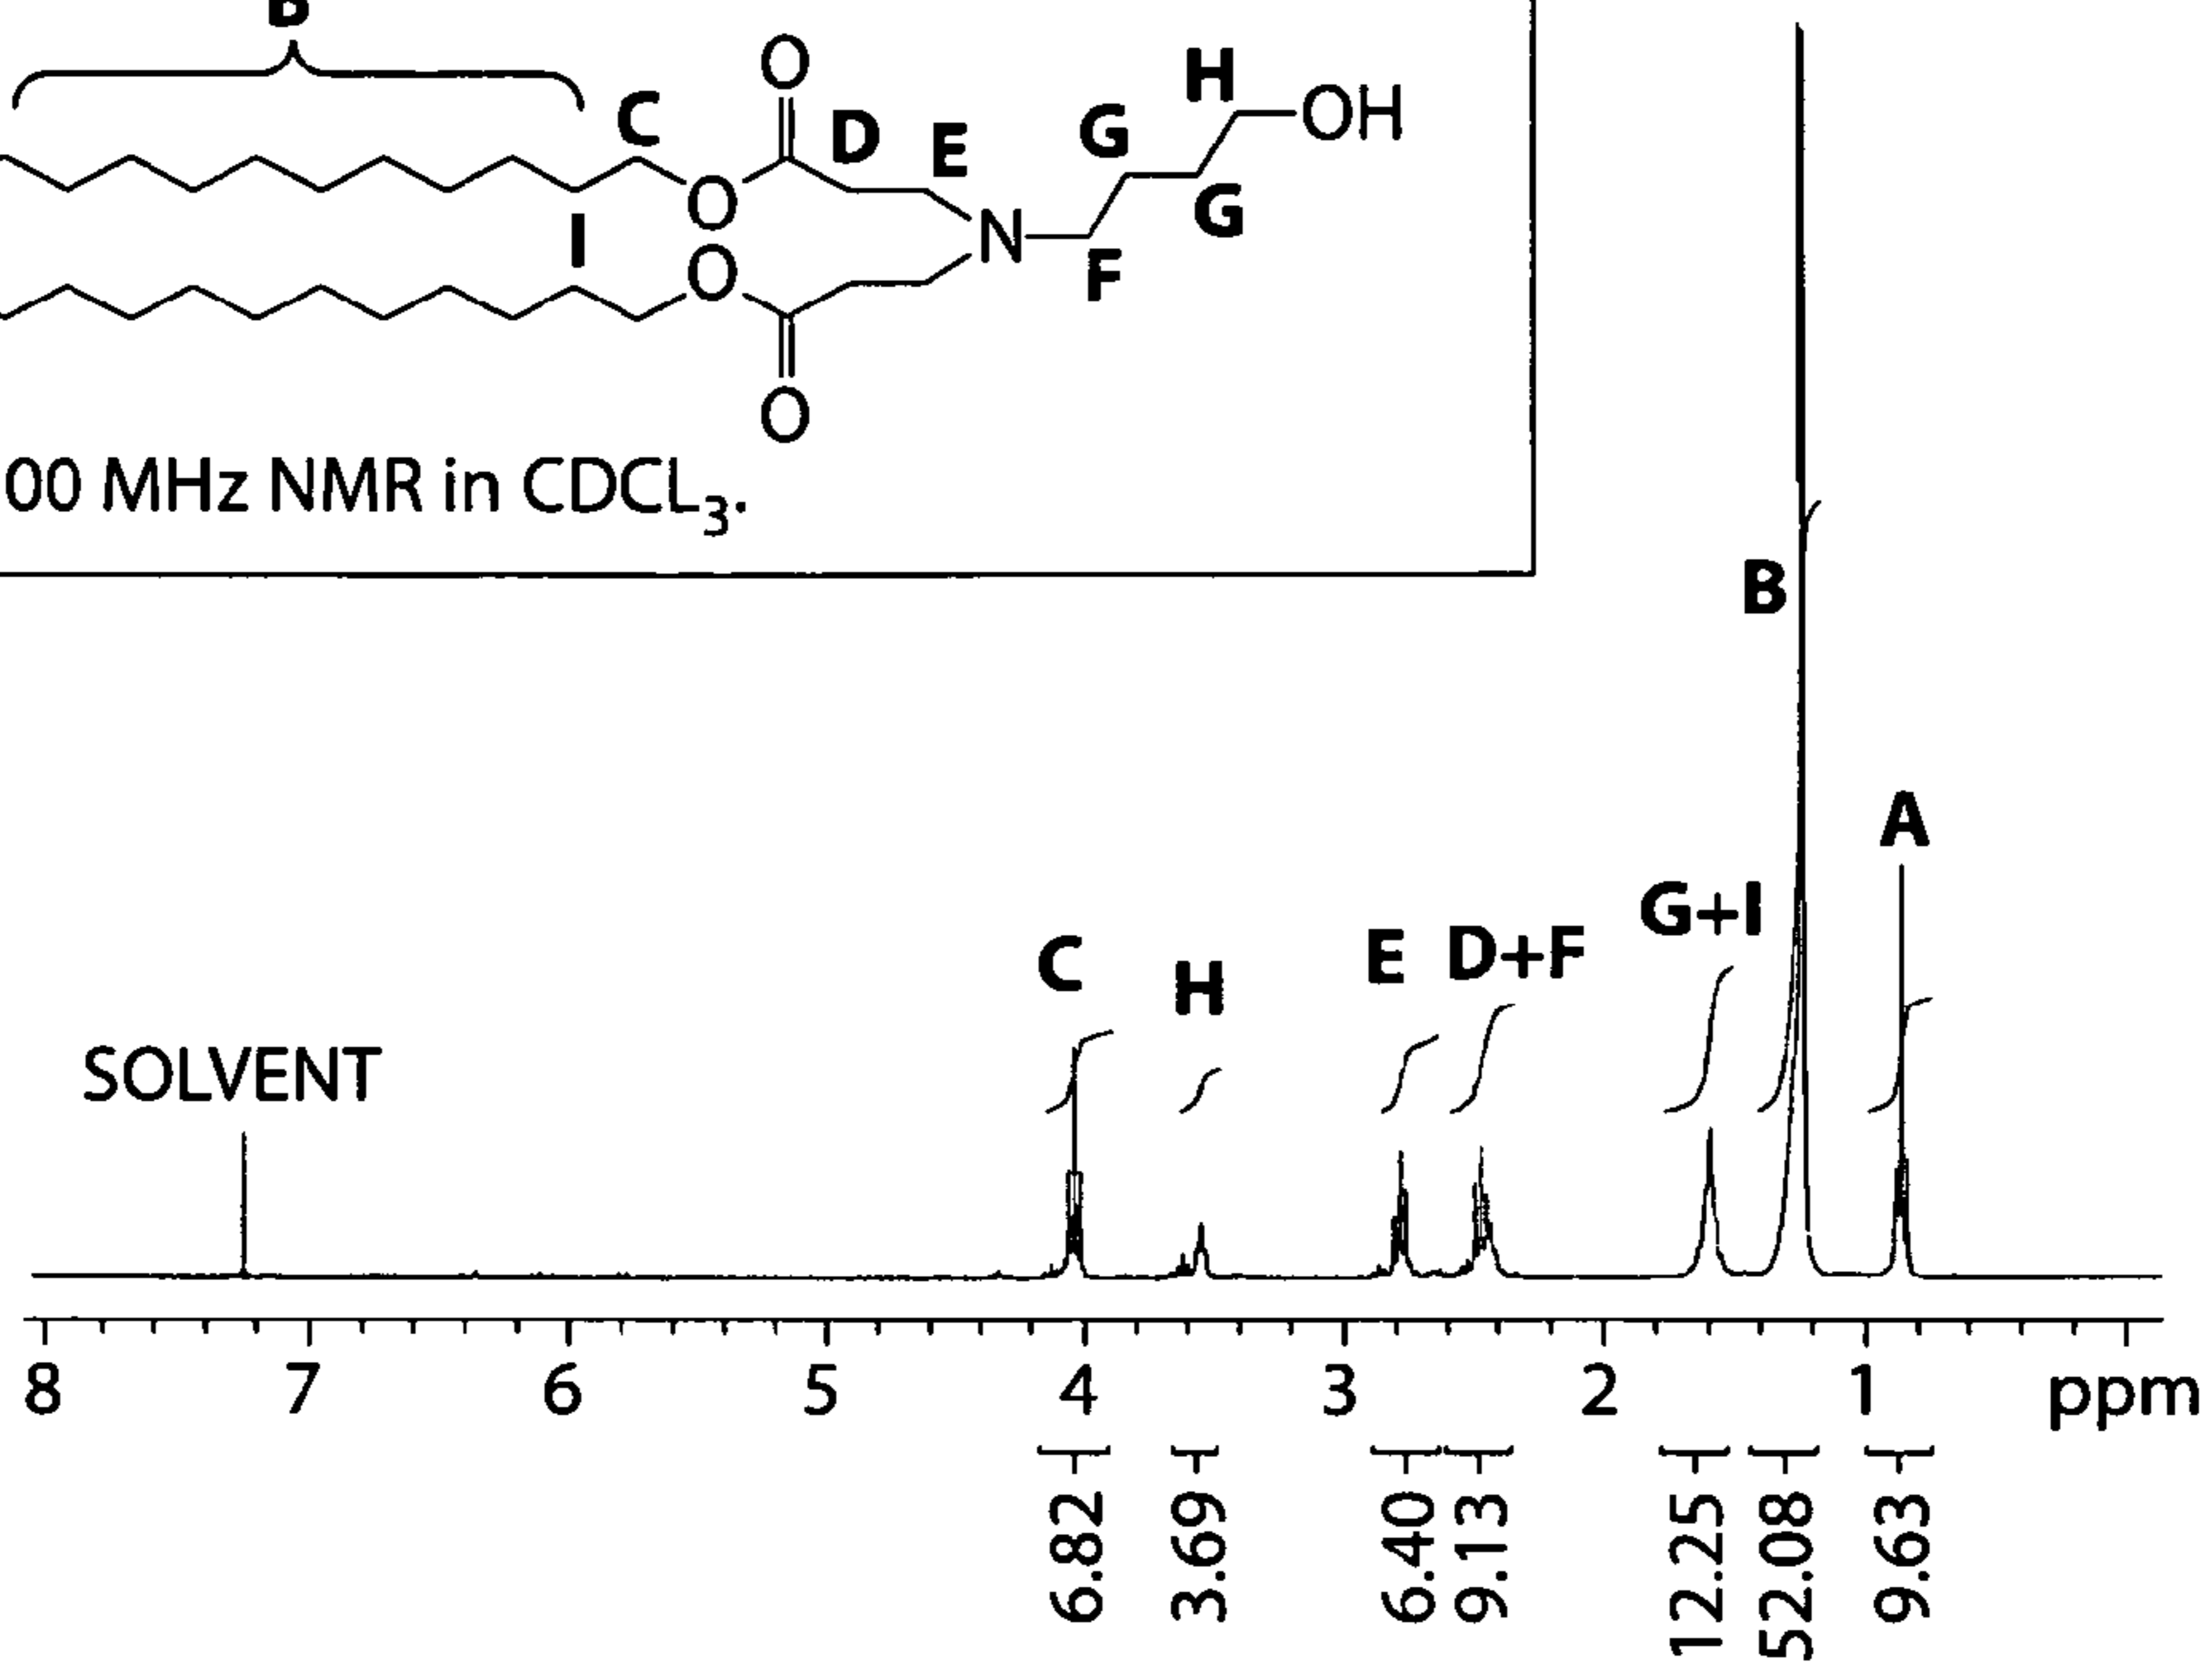 B
C
O
D
E
H
G
OH
O
I
O
N
G
F
O
00 MHz NMR in CDCL3.
B
A
G+I
C
H
E
D+F
SOLVENT
8 7 6 5 4 3 2 1 ppm
6.82 3.69 6.40 9.13 12.25 52.08 9.63